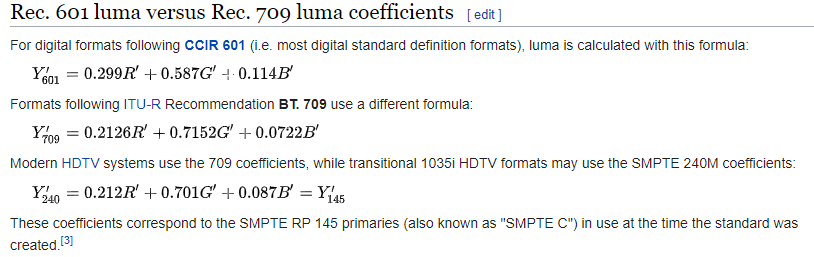 Rec. 601 luma versus Rec. 709 luma coefficients [ edit ]
For digital formats following CCIR 601 (i.e. most digital standard definition formats), luma is calculated with this formula:
Y′601 = 0.299R′ + 0.587G′ + 0.114B′
Formats following ITU-R Recommendation BT. 709 use a different formula:
Y′709 = 0.2126R′ + 0.7152G′ + 0.0722B′
Modern HDTV systems use the 709 coefficients, while transitional 1035i HDTV formats may use the SMPTE 240M coefficients:
Y′240 = 0.212R′ + 0.701G′ + 0.087B′ = Y′145
These coefficients correspond to the SMPTE RP 145 primaries (also known as "SMPTE C") in use at the time the standard was
created.[3]